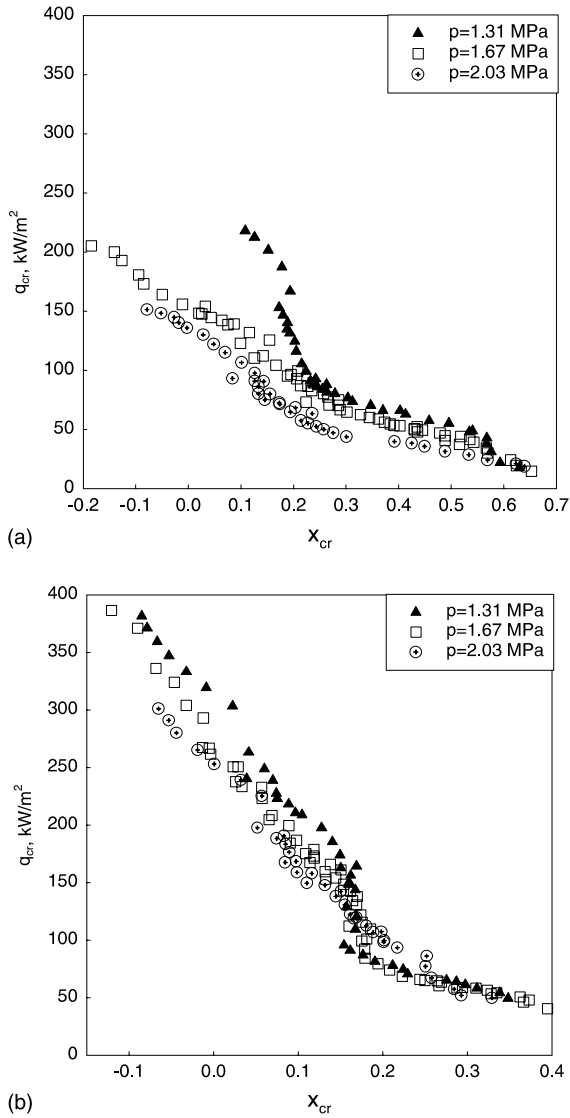 400
350
300
250
200
150
100
50
0
q_cr, kW/m²
p=1.31 MPa
p=1.67 MPa
p=2.03 MPa
-0.2 -0.1 0.0 0.1 0.2 0.3 0.4 0.5 0.6 0.7
(a)
x_cr
400
350
300
250
200
150
100
50
0
q_cr, kW/m²
p=1.31 MPa
p=1.67 MPa
p=2.03 MPa
-0.1 0.0 0.1 0.2 0.3 0.4
(b)
x_cr